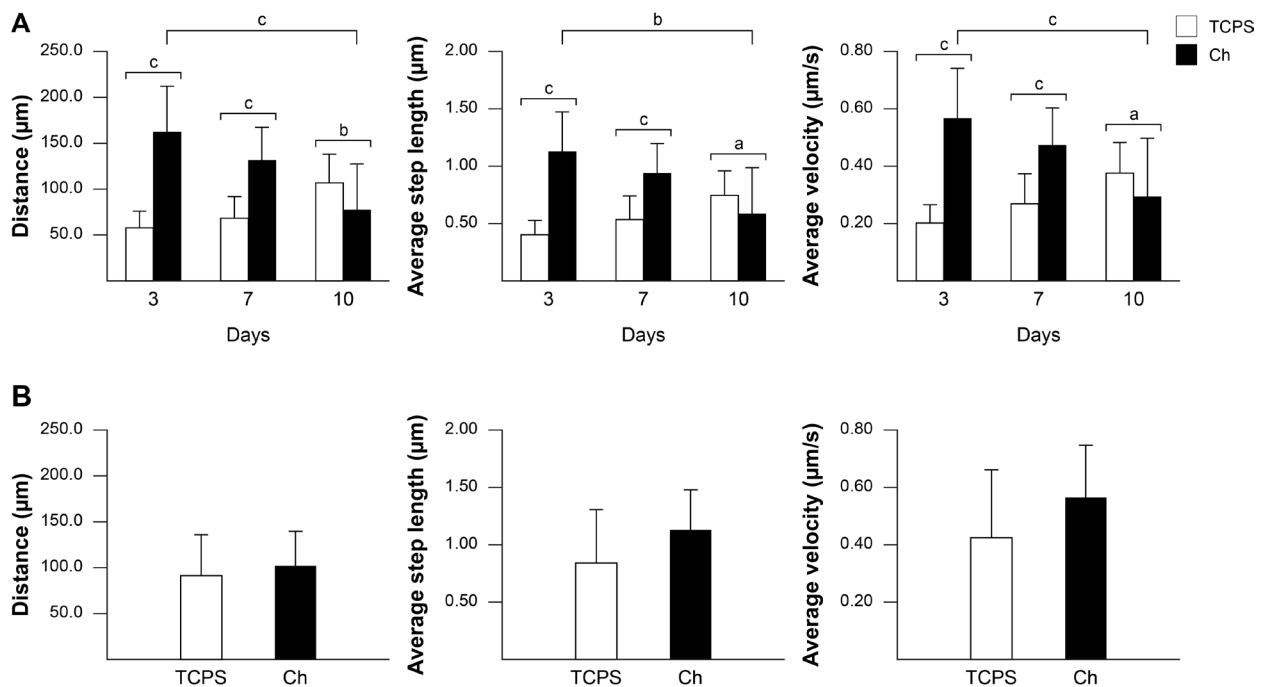 A
TCPS
Ch
Distance (μm)
250.0
200.0
150.0
100.0
50.0
c
c
c
b
3
7
10
Days
Average step length (μm)
2.00
1.50
1.00
0.50
b
c
c
a
3
7
10
Days
Average velocity (μm/s)
0.80
0.60
0.40
0.20
c
c
c
a
3
7
10
Days
B
Distance (μm)
250.0
200.0
150.0
100.0
50.0
TCPS
Ch
Average step length (μm)
2.00
1.50
1.00
0.50
TCPS
Ch
Average velocity (μm/s)
0.80
0.60
0.40
0.20
TCPS
Ch